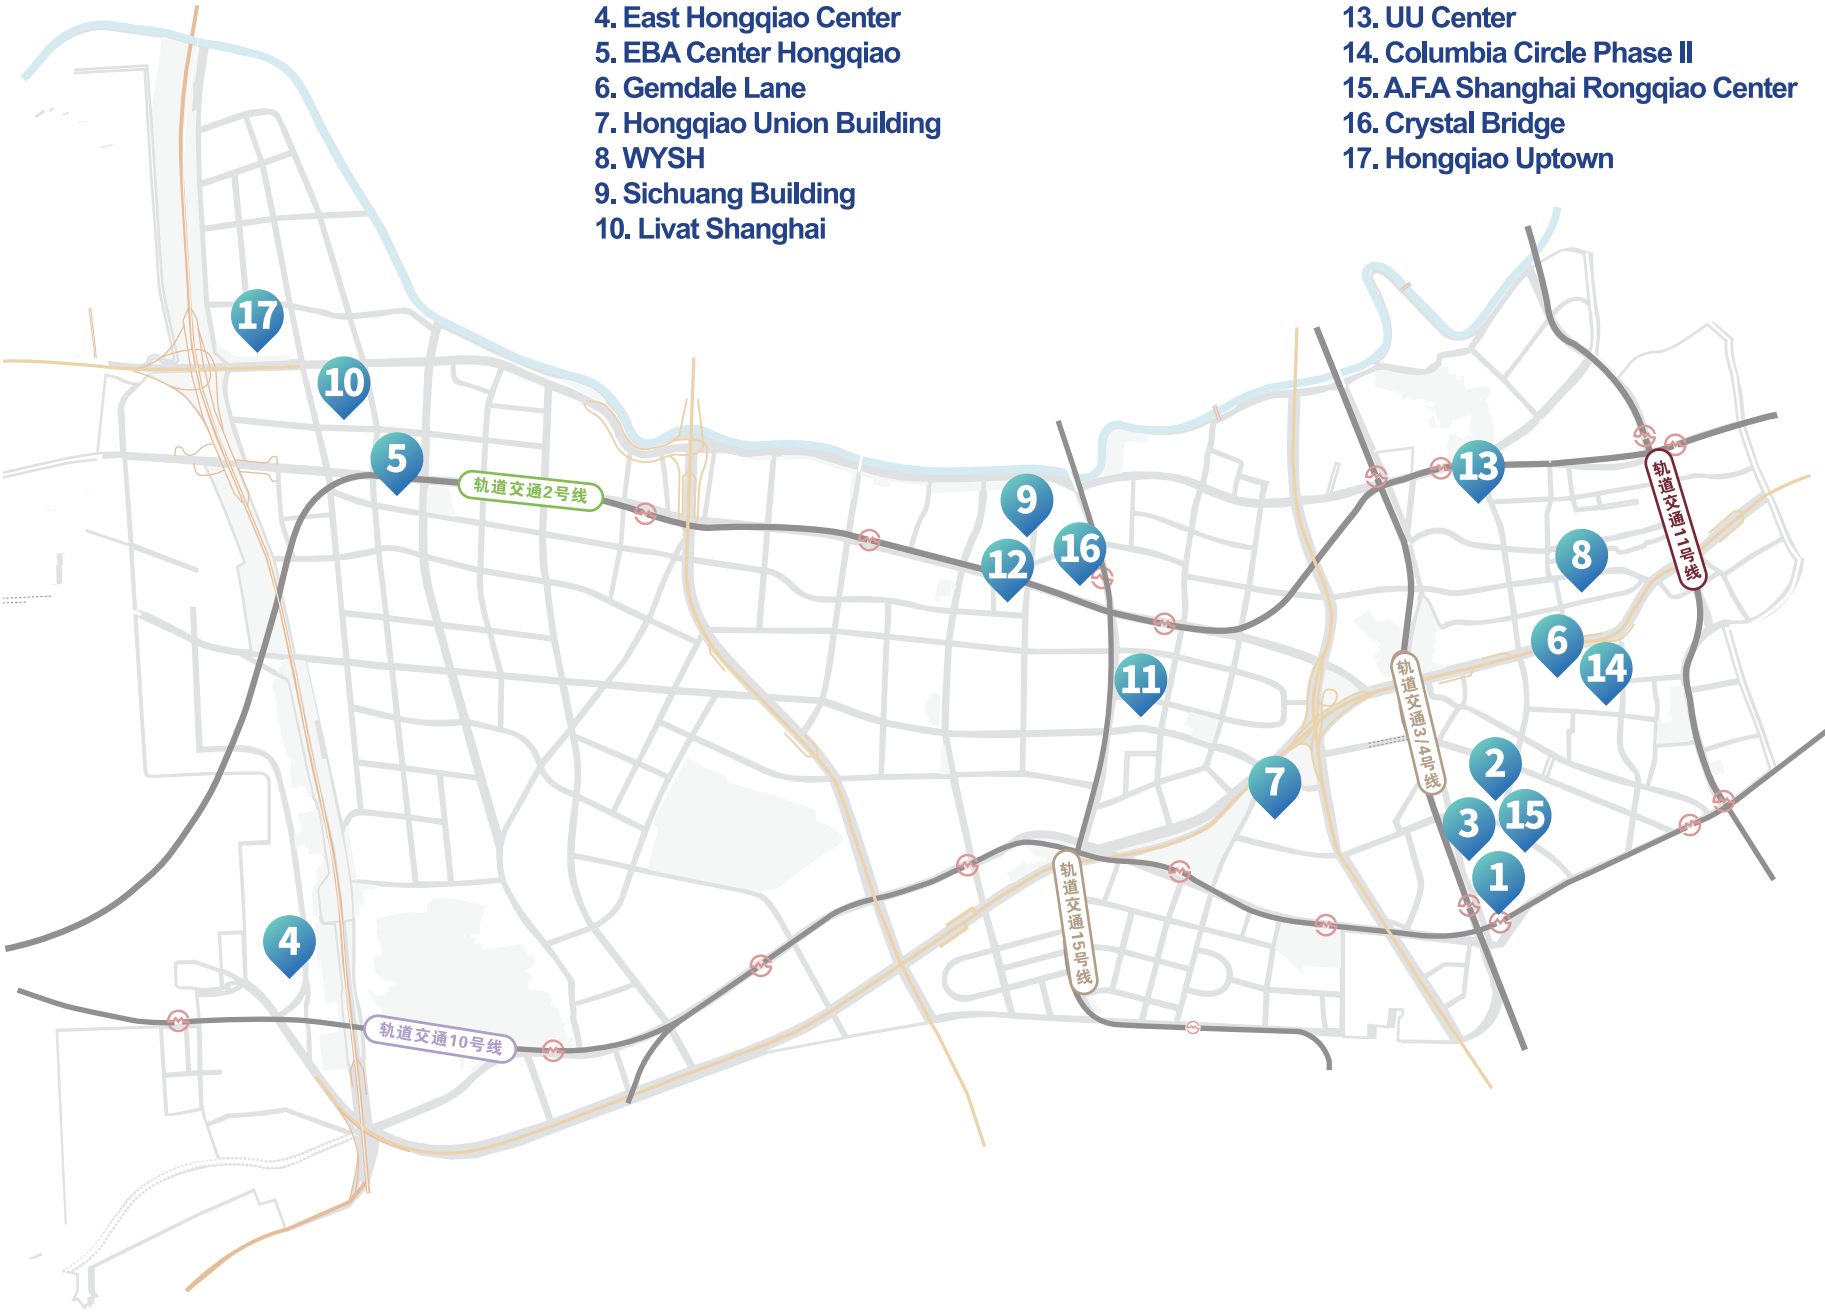 4. East Hongqiao Center
5. EBA Center Hongqiao
6. Gemdale Lane
7. Hongqiao Union Building
8. WYSH
9. Sichuang Building
10. Livat Shanghai
13. UU Center
14. Columbia Circle Phase II
15. A.F.A Shanghai Rongqiao Center
16. Crystal Bridge
17. Hongqiao Uptown
17
10
5
轨道交通2号线
9
12
16
13
轨道交通11号线
8
6
14
11
轨道交通3/4号线
7
2
3
15
1
轨道交通15号线
4
轨道交通10号线